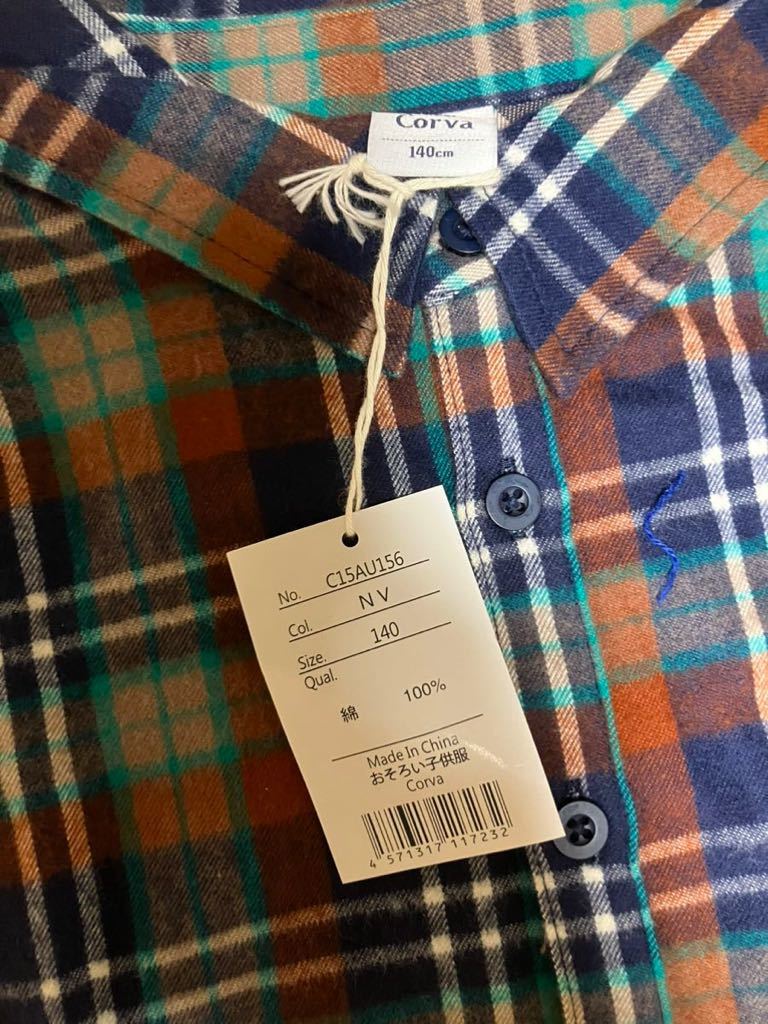 Corva
140cm
No. C15AU156
Col. NV
Size. 140
Qual.
綿 100%
Made In China
おそろい子供服
Corva
4 571317 117232